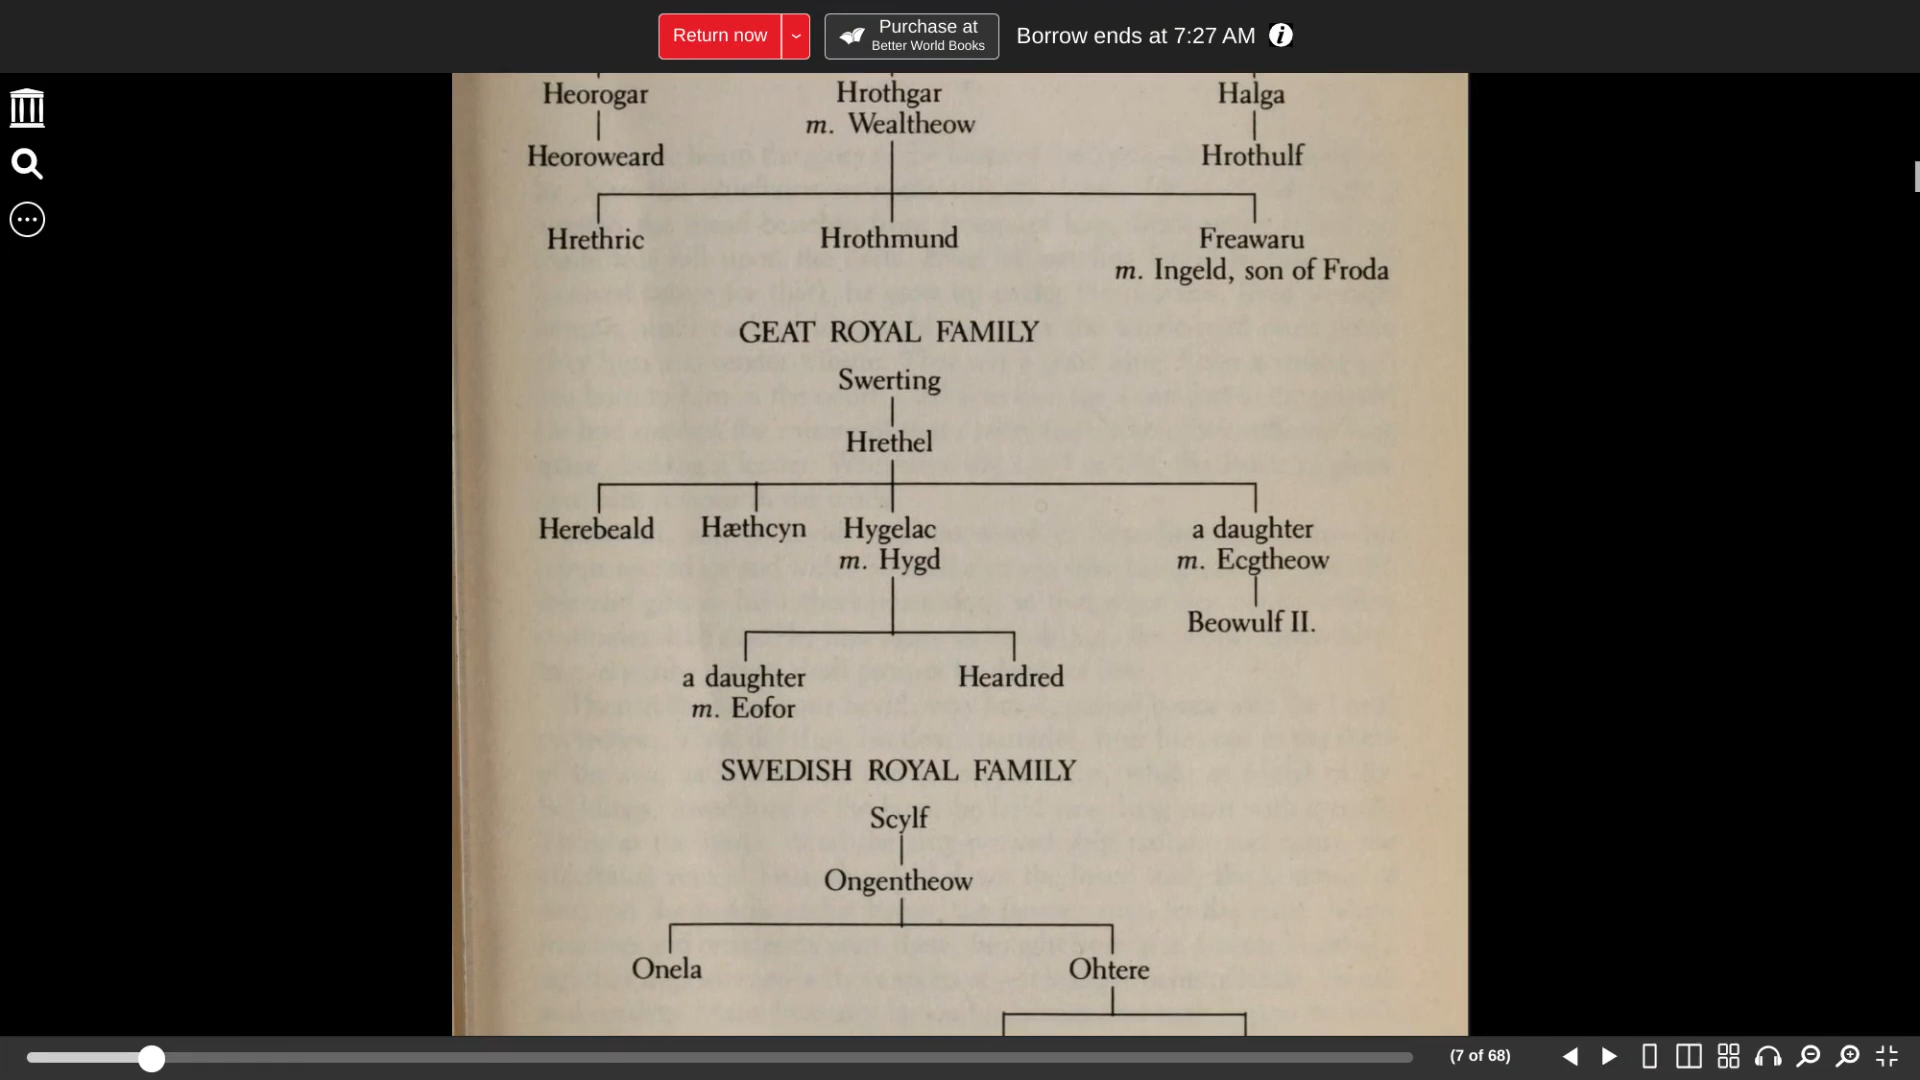 Return now
Purchase at
Better World Books
Borrow ends at 7:27 AM
Heorogar Hrothgar Halga
m. Wealtheow
Heoroweard Hrothulf
Hrethric Hrothmund Freawaru
m. Ingeld, son of Froda
GEAT ROYAL FAMILY
Swerting
Hrethel
Herebeald Hæthcyn Hygelac a daughter
m. Hygd m. Ecgtheow
Beowulf II.
a daughter Heardred
m. Eofor
SWEDISH ROYAL FAMILY
Scylf
Ongentheow
Onela Ohtere
(7 of 68)